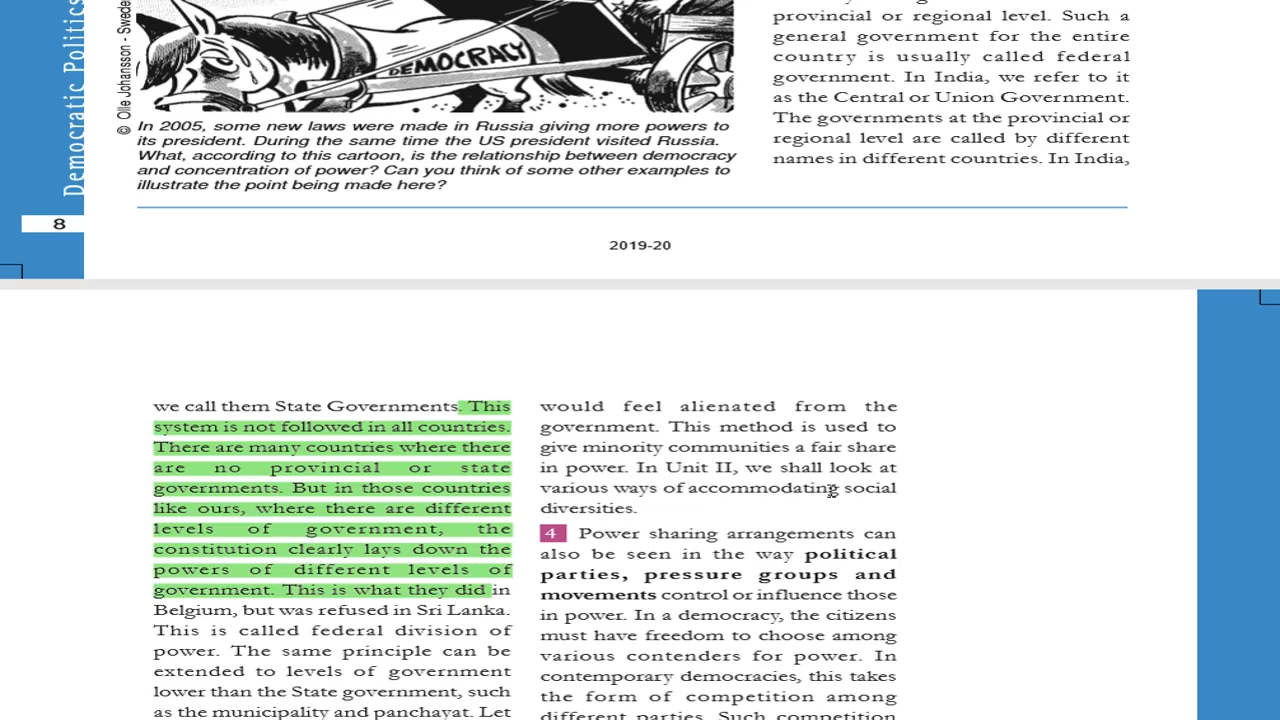 Democratic Politics
© Olle Johansson - Swede
DEMOCRACY
In 2005, some new laws were made in Russia giving more powers to
its president. During the same time the US president visited Russia.
What, according to this cartoon, is the relationship between democracy
and concentration of power? Can you think of some other examples to
illustrate the point being made here?
provincial or regional level. Such a
general government for the entire
country is usually called federal
government. In India, we refer to it
as the Central or Union Government.
The governments at the provincial or
regional level are called by different
names in different countries. In India,
8
2019-20
we call them State Governments. This
system is not followed in all countries.
There are many countries where there
are no provincial or state
governments. But in those countries
like ours, where there are different
levels of government, the
constitution clearly lays down the
powers of different levels of
government. This is what they did in
Belgium, but was refused in Sri Lanka.
This is called federal division of
power. The same principle can be
extended to levels of government
lower than the State government, such
as the municipality and panchayat. Let
would feel alienated from the
government. This method is used to
give minority communities a fair share
in power. In Unit II, we shall look at
various ways of accommodating social
diversities.
4 Power sharing arrangements can
also be seen in the way political
parties, pressure groups and
movements control or influence those
in power. In a democracy, the citizens
must have freedom to choose among
various contenders for power. In
contemporary democracies, this takes
the form of competition among
different parties. Such competition